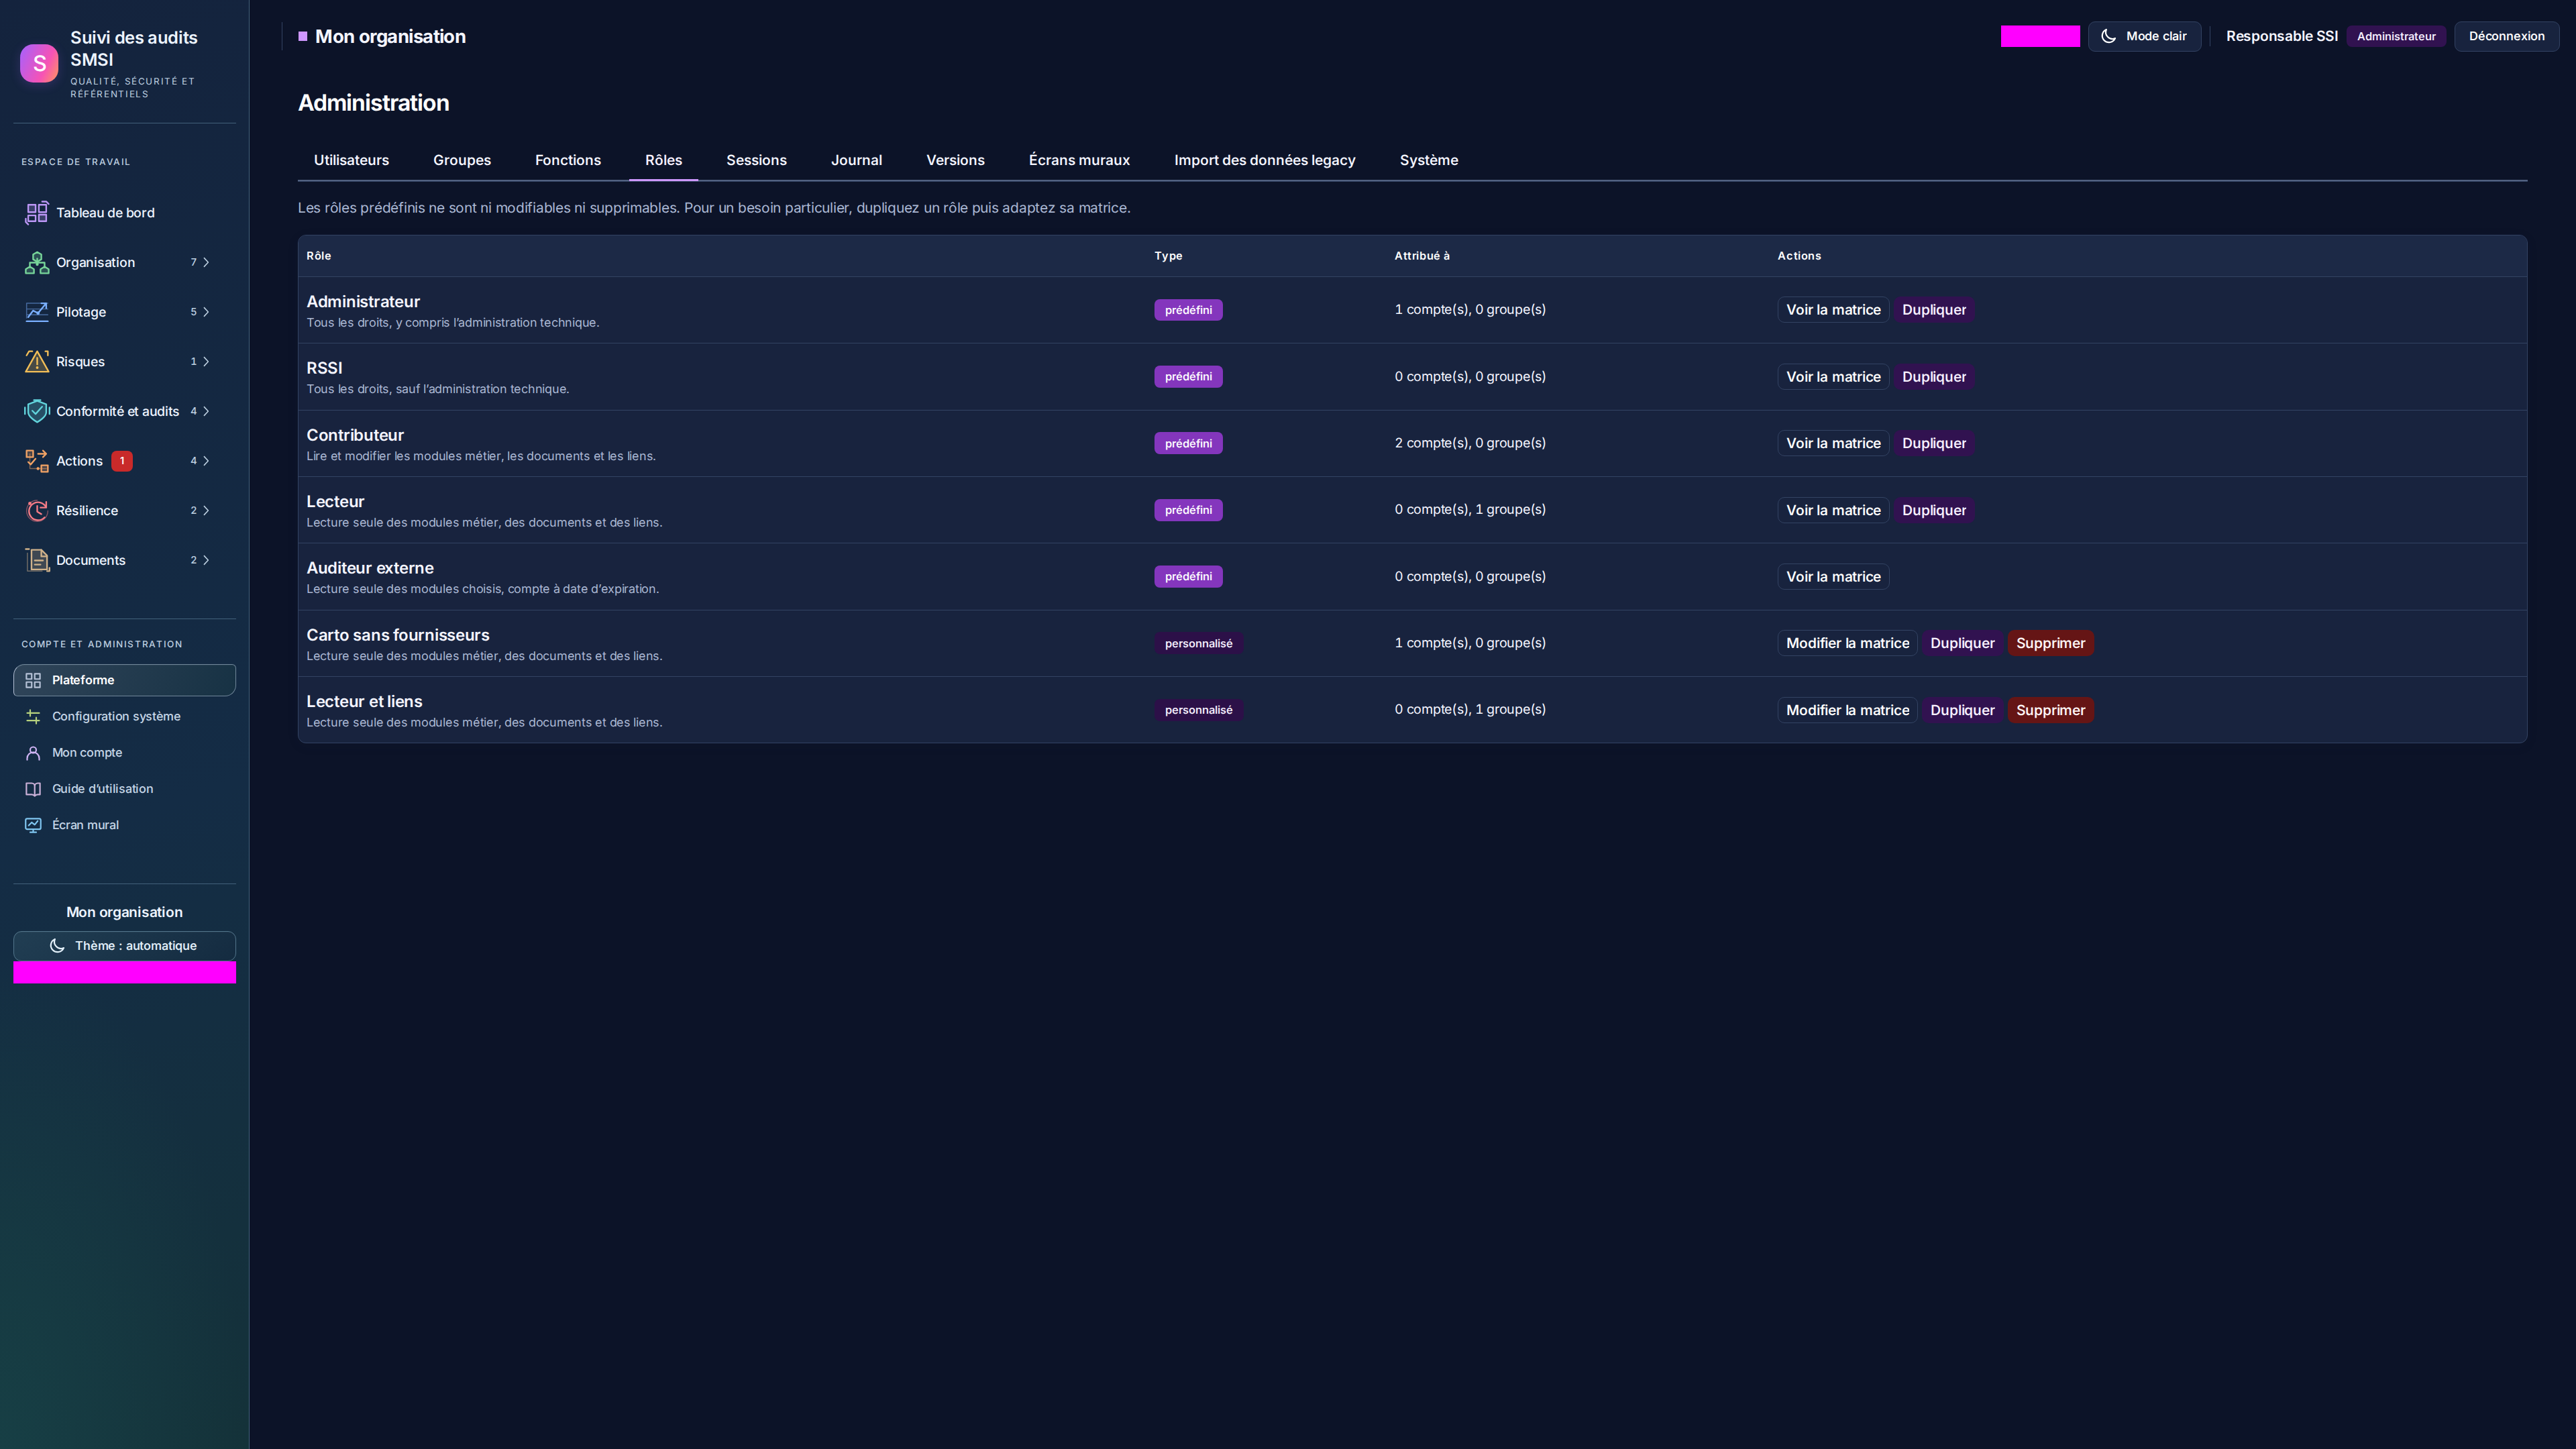 Suivi des audits
SMSI
QUALITÉ, SÉCURITÉ ET
RÉFÉRENTIELS
S
ESPACE DE TRAVAIL
Tableau de bord
Organisation 7
Pilotage 5
Risques 1
Conformité et audits 4
Actions 1 4
Résilience 2
Documents 2
COMPTE ET ADMINISTRATION
Plateforme
Configuration système
Mon compte
Guide d’utilisation
Écran mural
Mon organisation
Thème : automatique
Mon organisation
Mode clair
Responsable SSI
Administrateur
Déconnexion
Administration
Utilisateurs Groupes Fonctions Rôles Sessions Journal Versions Écrans muraux Import des données legacy Système
Les rôles prédéfinis ne sont ni modifiables ni supprimables. Pour un besoin particulier, dupliquez un rôle puis adaptez sa matrice.
Rôle Type Attribué à Actions
Administrateur
Tous les droits, y compris l’administration technique.
prédéfini 1 compte(s), 0 groupe(s) Voir la matrice Dupliquer
RSSI
Tous les droits, sauf l’administration technique.
prédéfini 0 compte(s), 0 groupe(s) Voir la matrice Dupliquer
Contributeur
Lire et modifier les modules métier, les documents et les liens.
prédéfini 2 compte(s), 0 groupe(s) Voir la matrice Dupliquer
Lecteur
Lecture seule des modules métier, des documents et des liens.
prédéfini 0 compte(s), 1 groupe(s) Voir la matrice Dupliquer
Auditeur externe
Lecture seule des modules choisis, compte à date d’expiration.
prédéfini 0 compte(s), 0 groupe(s) Voir la matrice
Carto sans fournisseurs
Lecture seule des modules métier, des documents et des liens.
personnalisé 1 compte(s), 0 groupe(s) Modifier la matrice Dupliquer Supprimer
Lecteur et liens
Lecture seule des modules métier, des documents et des liens.
personnalisé 0 compte(s), 1 groupe(s) Modifier la matrice Dupliquer Supprimer